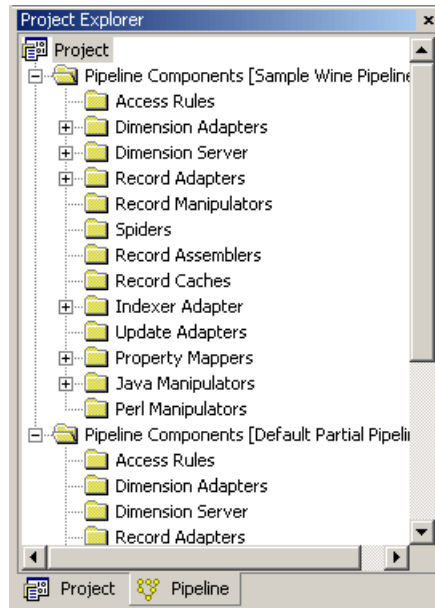 Project Explorer
Project
Pipeline Components [Sample Wine Pipeline
Access Rules
Dimension Adapters
Dimension Server
Record Adapters
Record Manipulators
Spiders
Record Assemblers
Record Caches
Indexer Adapter
Update Adapters
Property Mappers
Java Manipulators
Perl Manipulators
Pipeline Components [Default Partial Pipeli
Access Rules
Dimension Adapters
Dimension Server
Record Adapters
Project Pipeline